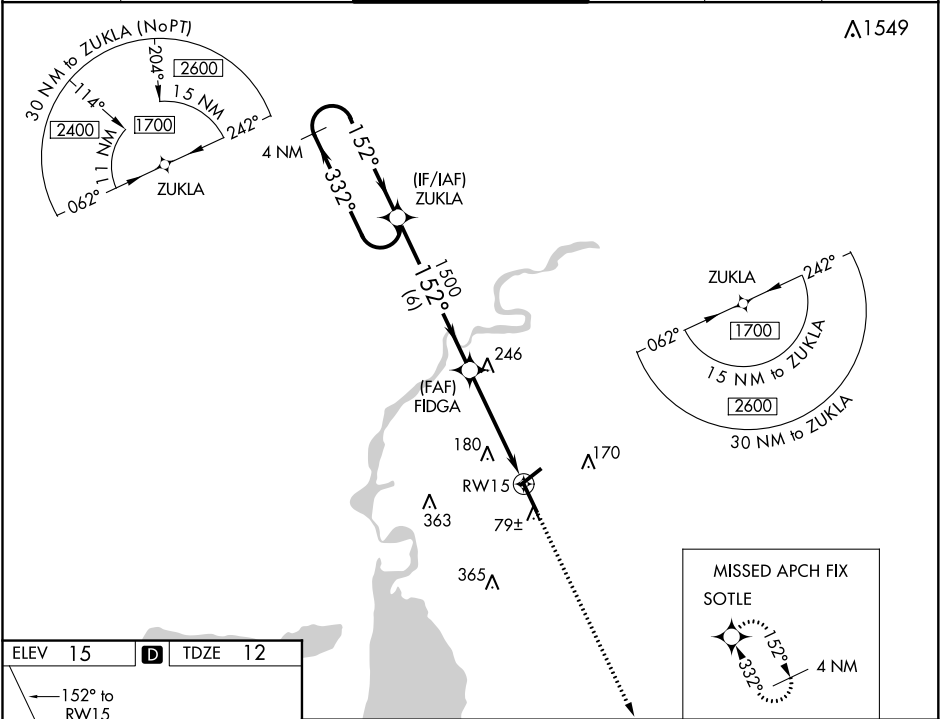 1549
30 NM to ZUKLA (NoPT)
204°
2600
114°
15 NM
2400
1700
242°
11 NM
062°
ZUKLA
4 NM
152°
332°
(IF/IAF)
ZUKLA
1500
152°
(6)
246
(FAF)
FIDGA
180
170
RW15
363
79±
365
ZUKLA
242°
062°
1700
15 NM to ZUKLA
2600
30 NM to ZUKLA
MISSED APCH FIX
SOTLE
152°
332°
4 NM
ELEV 15 D TDZE 12
152° to
RW15